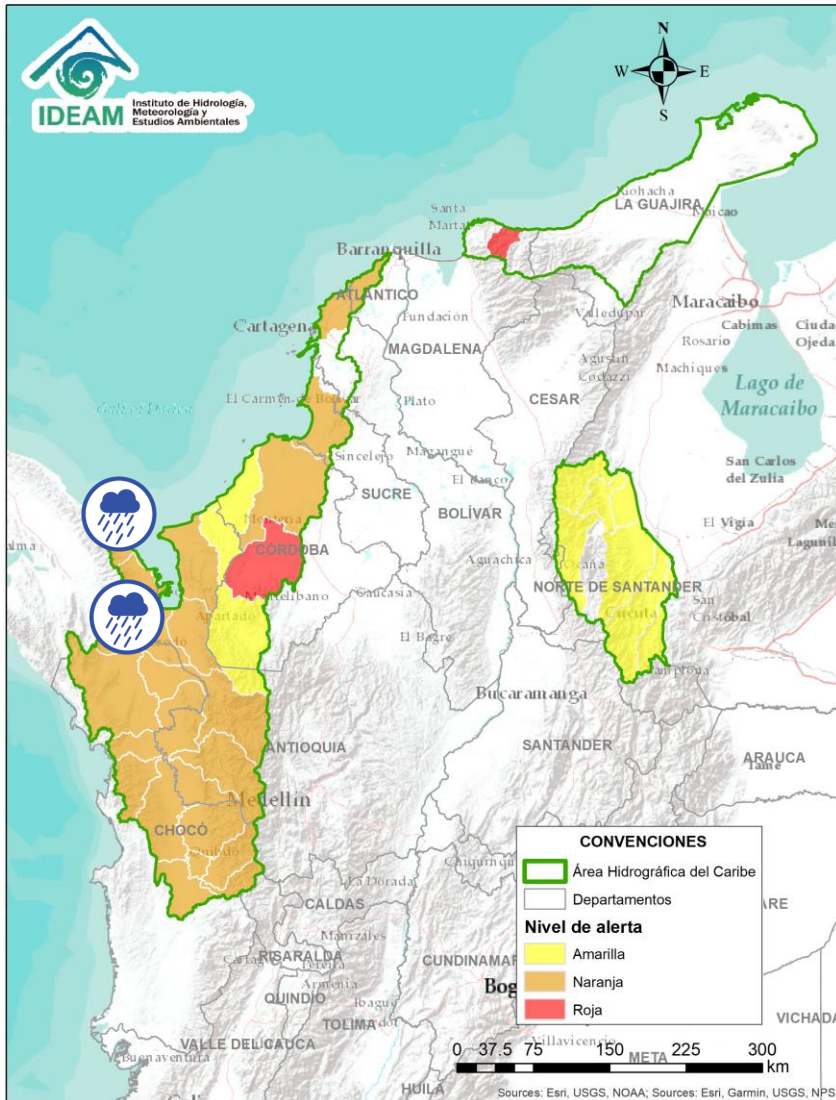 IDEAM
Instituto de Hidrología,
Meteorología y
Estudios Ambientales
N
W
E
S
Riohacha
LA GUAJIRA
Maicao
Santa
Marta
Barranquilla
ATLÁNTICO
Maracaibo
Cabimas
Ciudad
Ojeda
Rosario
Machiques
Lago de
Maracaibo
Fundación
Valledupar
Cartagena
MAGDALENA
Agustín
Codazzi
CESAR
El Carmen de Bolívar
Plato
Sincelejo
Magangué
SUCRE
El Banco
BOLÍVAR
San Carlos
del Zulia
El Vigía
Montería
CÓRDOBA
Aguachica
Ocaña
NORTE DE SANTANDER
Montelíbano
Caucasia
Cúcuta
San
Cristóbal
Apartadó
El Bagre
Pamplona
Bucaramanga
ANTIOQUIA
SANTANDER
ARAUCA
Tame
Medellín
CHOCÓ
Quibdó
La Dorada
CALDAS
Manizales
RISARALDA
Pereira
Armenia
QUINDÍO
Ibague
TOLIMA
VALLE DEL CAUCA
Buenaventura
HUILA
Villavicencio
META
VICHADA
CONVENCIONES
Área Hidrográfica del Caribe
Departamentos
Nivel de alerta
Amarilla
Naranja
Roja
0 37.5 75 150 225 300
km
Sources: Esri, USGS, NOAA; Sources: Esri, Garmin, USGS, NPS